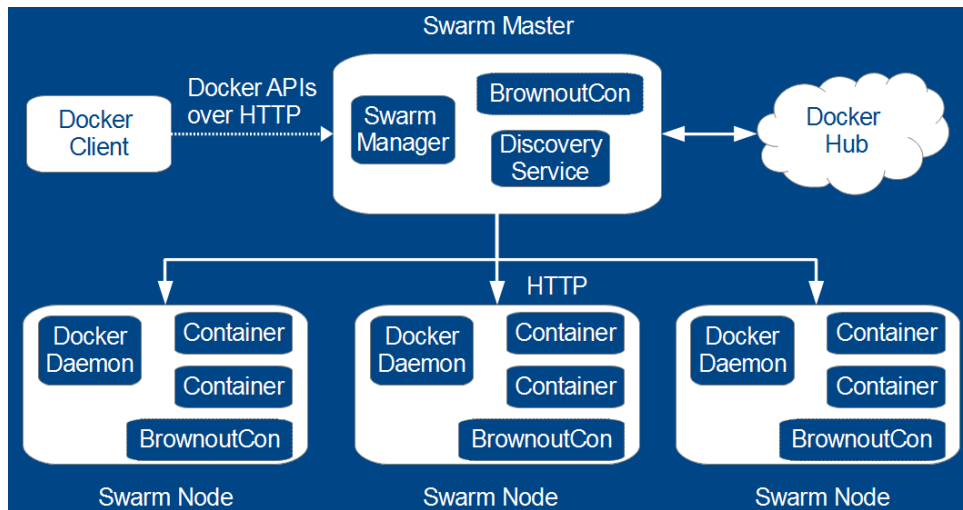 Swarm Master
Docker APIs
over HTTP
Docker
Client
Swarm
Manager
BrownoutCon
Discovery
Service
Docker
Hub
HTTP
Docker
Daemon
Container
Container
BrownoutCon
Swarm Node
Docker
Daemon
Container
Container
BrownoutCon
Swarm Node
Docker
Daemon
Container
Container
BrownoutCon
Swarm Node